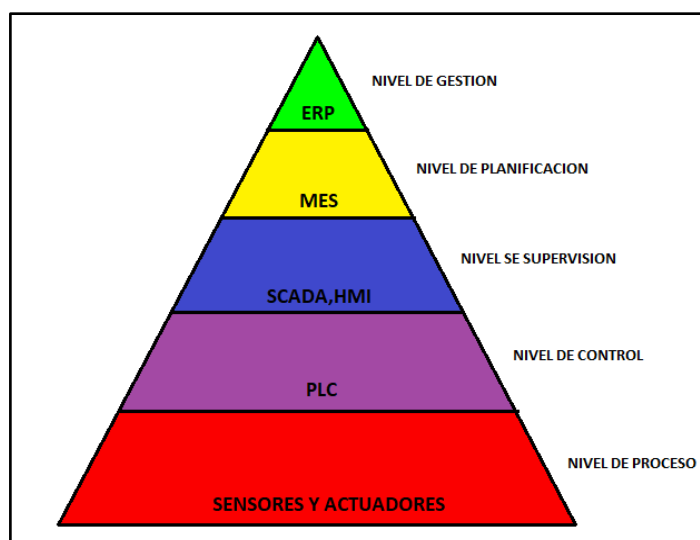 NIVEL DE GESTION
ERP
NIVEL DE PLANIFICACION
MES
NIVEL SE SUPERVISION
SCADA,HMI
NIVEL DE CONTROL
PLC
NIVEL DE PROCESO
SENSORES Y ACTUADORES